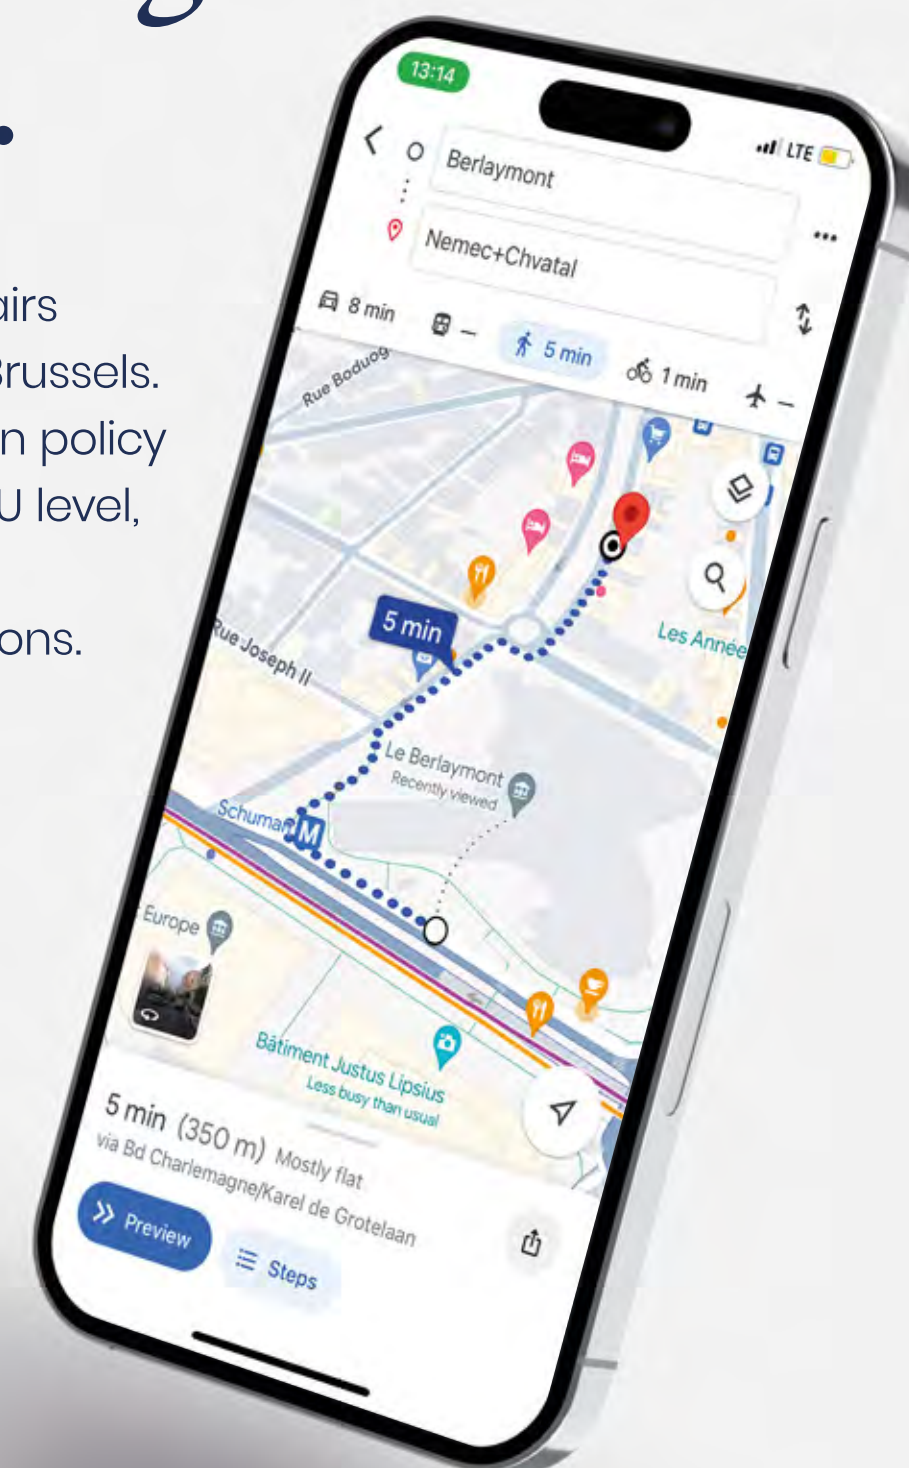 g
.
airs
Brussels.
n policy
U level,
ons.
13:14
LTE
Berlaymont
Nemec+Chvatal
8 min
–
5 min
1 min
–
Rue Boduog
5 min
Les Année
Rue Joseph II
Le Berlaymont
Recently viewed
Schuman
M
Europe
Bâtiment Justus Lipsius
Less busy than usual
5 min (350 m) Mostly flat
via Bd Charlemagne/Karel de Grotelaan
Preview
Steps